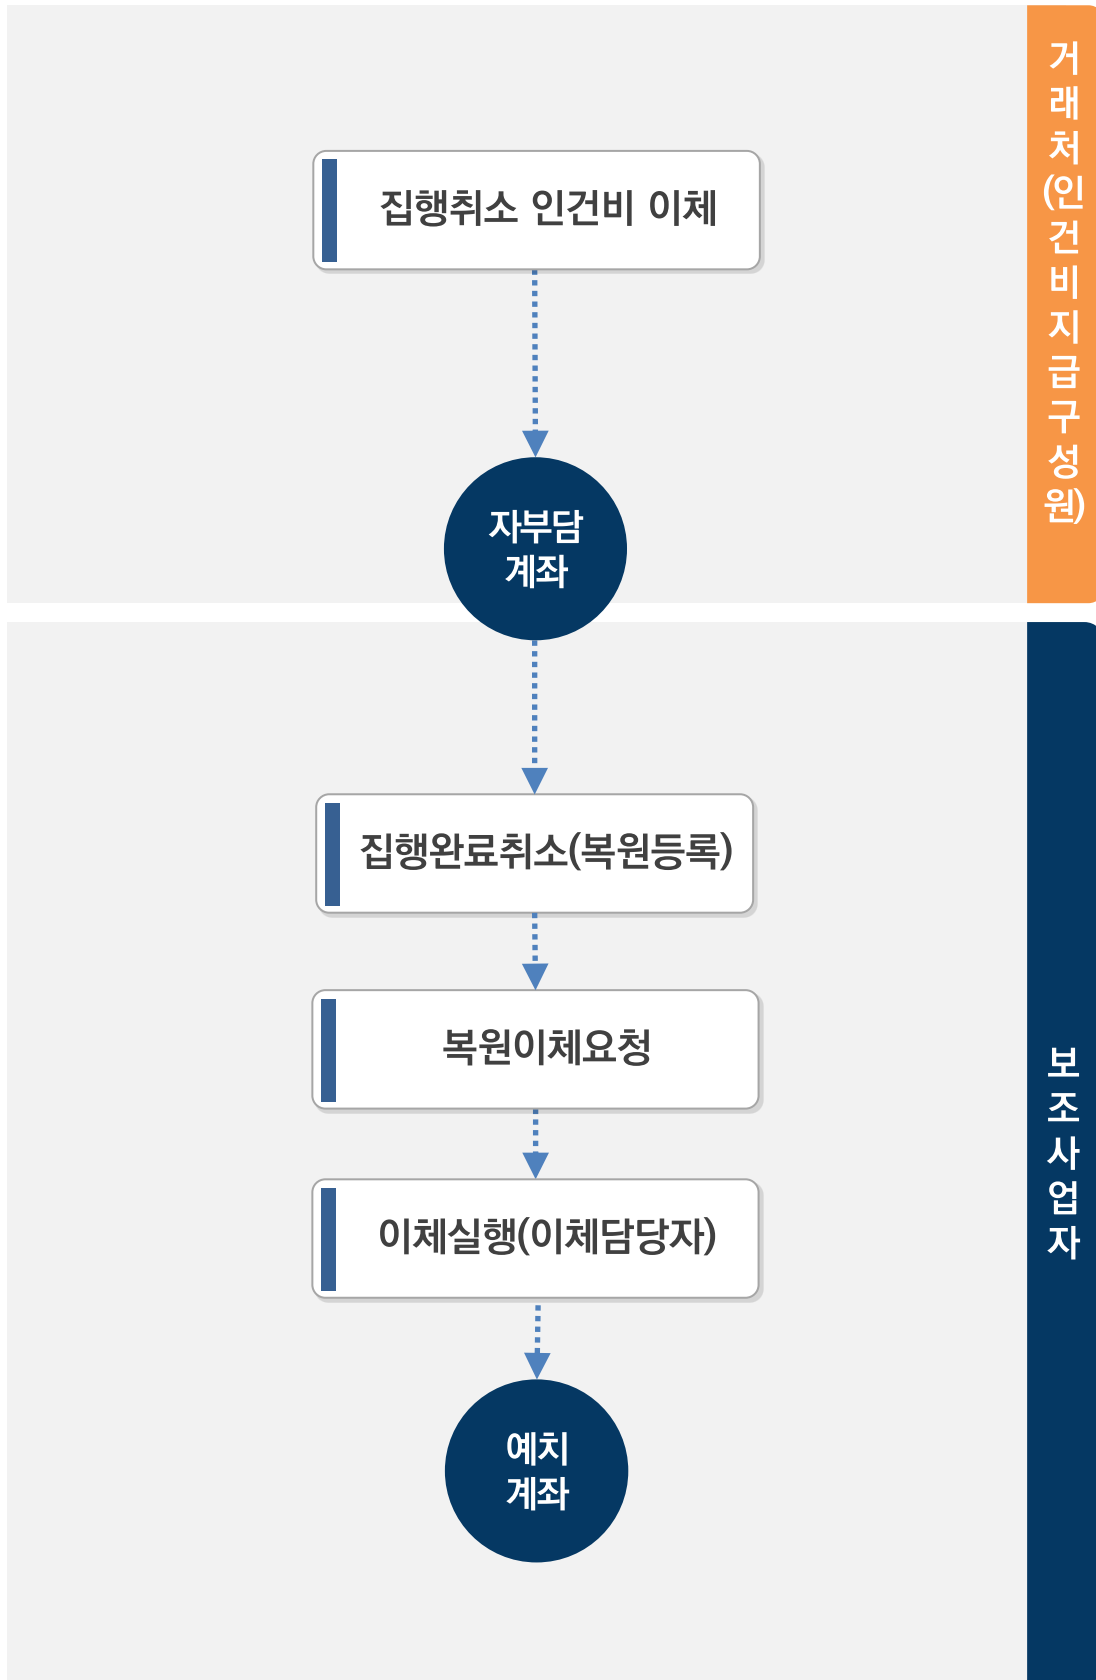 거래처(인건비지급구성원)
집행취소 인건비 이체
자부담
계좌
보조사업자
집행완료취소(복원등록)
복원이체요청
이체실행(이체담당자)
예치
계좌